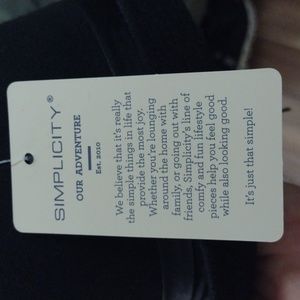 SIMPLICITY®
OUR ADVENTURE
Est. 2010
We believe that it's really
the simple things in life that
provide the most joy.
Whether you're lounging
around the home with
family, or going out with
friends, Simplicity's line of
comfy and fun lifestyle
pieces help you feel good
while also looking good.
It's just that simple!